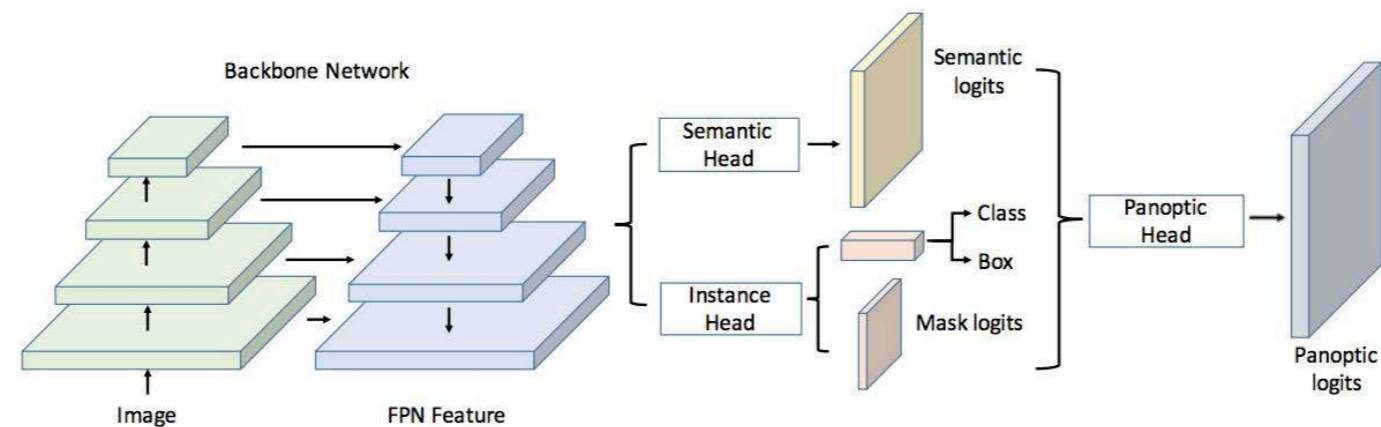 Backbone Network
Image
FPN Feature
Semantic
Head
Instance
Head
Semantic
logits
Class
Box
Mask logits
Panoptic
Head
Panoptic
logits